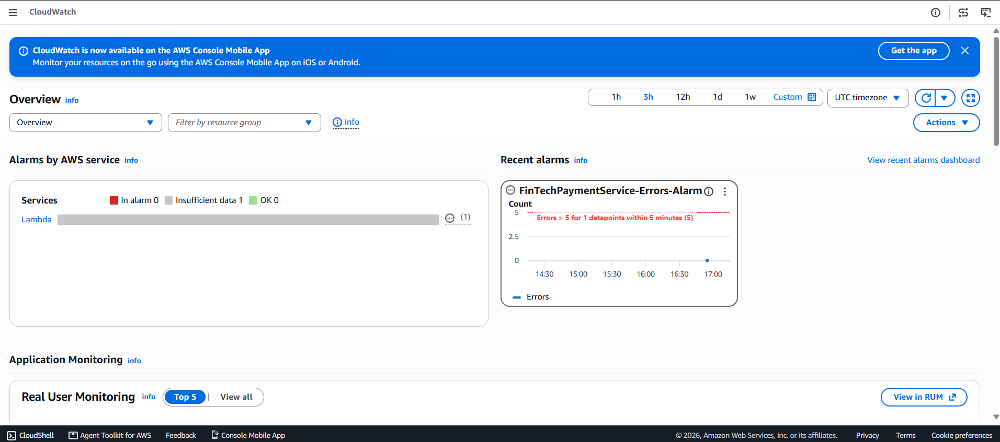 CloudWatch
CloudWatch is now available on the AWS Console Mobile App
Monitor your resources on the go using the AWS Console Mobile App on iOS or Android.
Get the app
Overview info
1h 3h 12h 1d 1w Custom
UTC timezone
Overview
Filter by resource group
info
Actions
Alarms by AWS service info
Services In alarm 0 Insufficient data 1 OK 0
Lambda (1)
Recent alarms info
View recent alarms dashboard
FinTechPaymentService-Errors-Alarm
Count
5
Errors > 5 for 1 datapoints within 5 minutes (5)
2.5
0
14:30 15:00 15:30 16:00 16:30 17:00
Errors
Application Monitoring info
Real User Monitoring info Top 5 View all
View in RUM
CloudShell Agent Toolkit for AWS Feedback Console Mobile App © 2026, Amazon Web Services, Inc. or its affiliates. Privacy Terms Cookie preferences